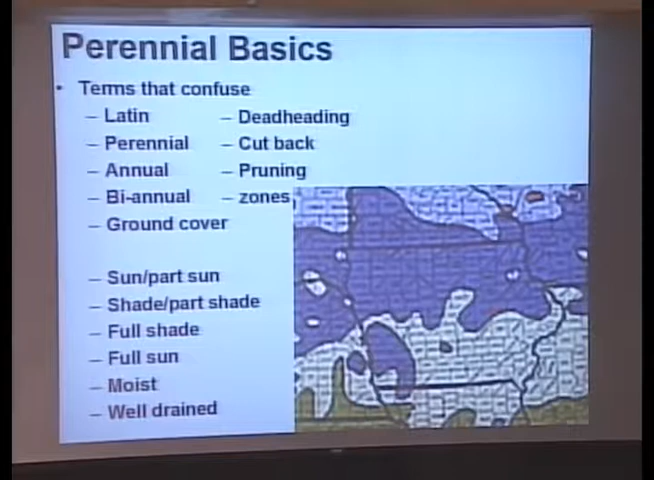 Perennial Basics
• Terms that confuse
– Latin
– Perennial
– Annual
– Bi-annual
– Ground cover
– Deadheading
– Cut back
– Pruning
– zones,
– Sun/part sun
– Shade/part shade
– Full shade
– Full sun
– Moist
– Well drained